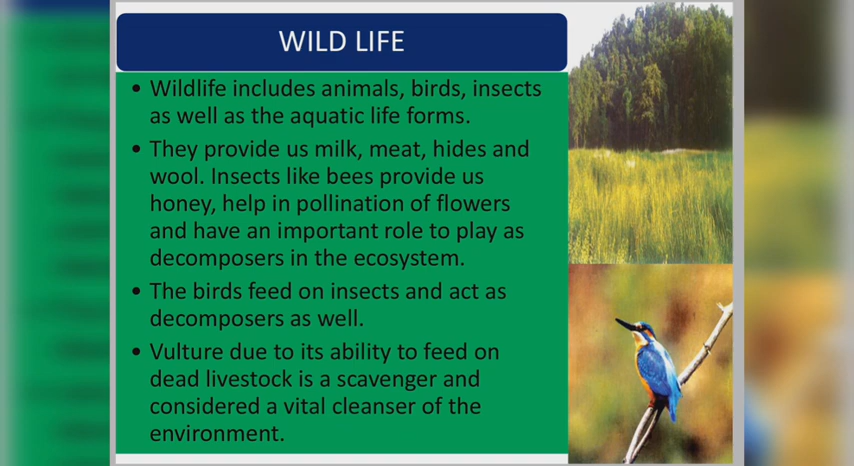 WILD LIFE
• Wildlife includes animals, birds, insects
as well as the aquatic life forms.
• They provide us milk, meat, hides and
wool. Insects like bees provide us
honey, help in pollination of flowers
and have an important role to play as
decomposers in the ecosystem.
• The birds feed on insects and act as
decomposers as well.
• Vulture due to its ability to feed on
dead livestock is a scavenger and
considered a vital cleanser of the
environment.